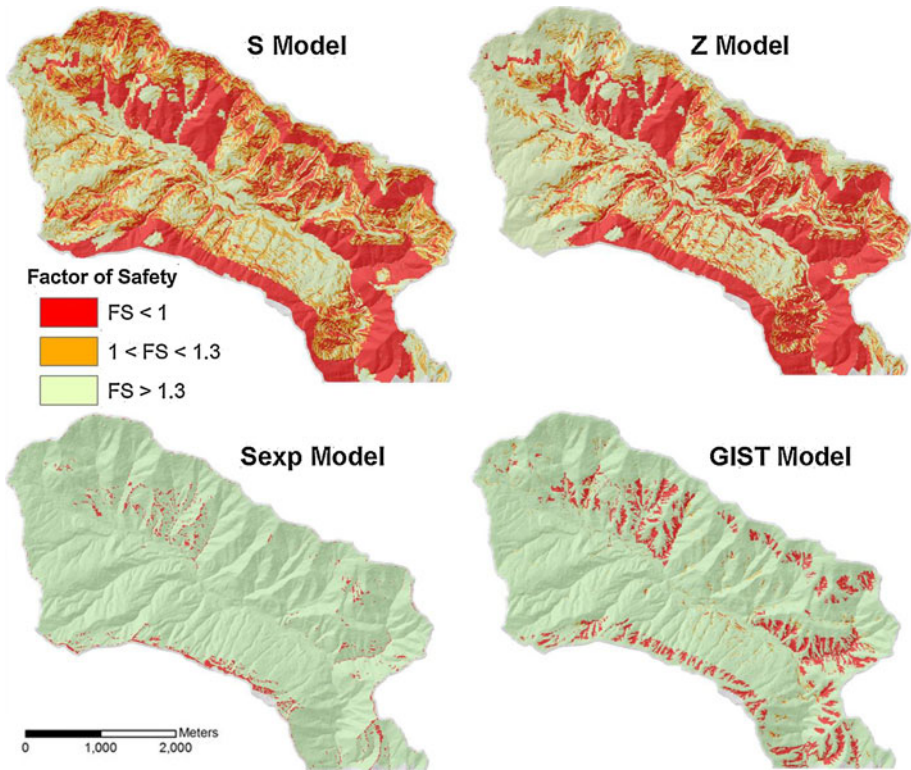 S Model
Z Model
Factor of Safety
FS < 1
1 < FS < 1.3
FS > 1.3
Sexp Model
GIST Model
Meters
0 1,000 2,000